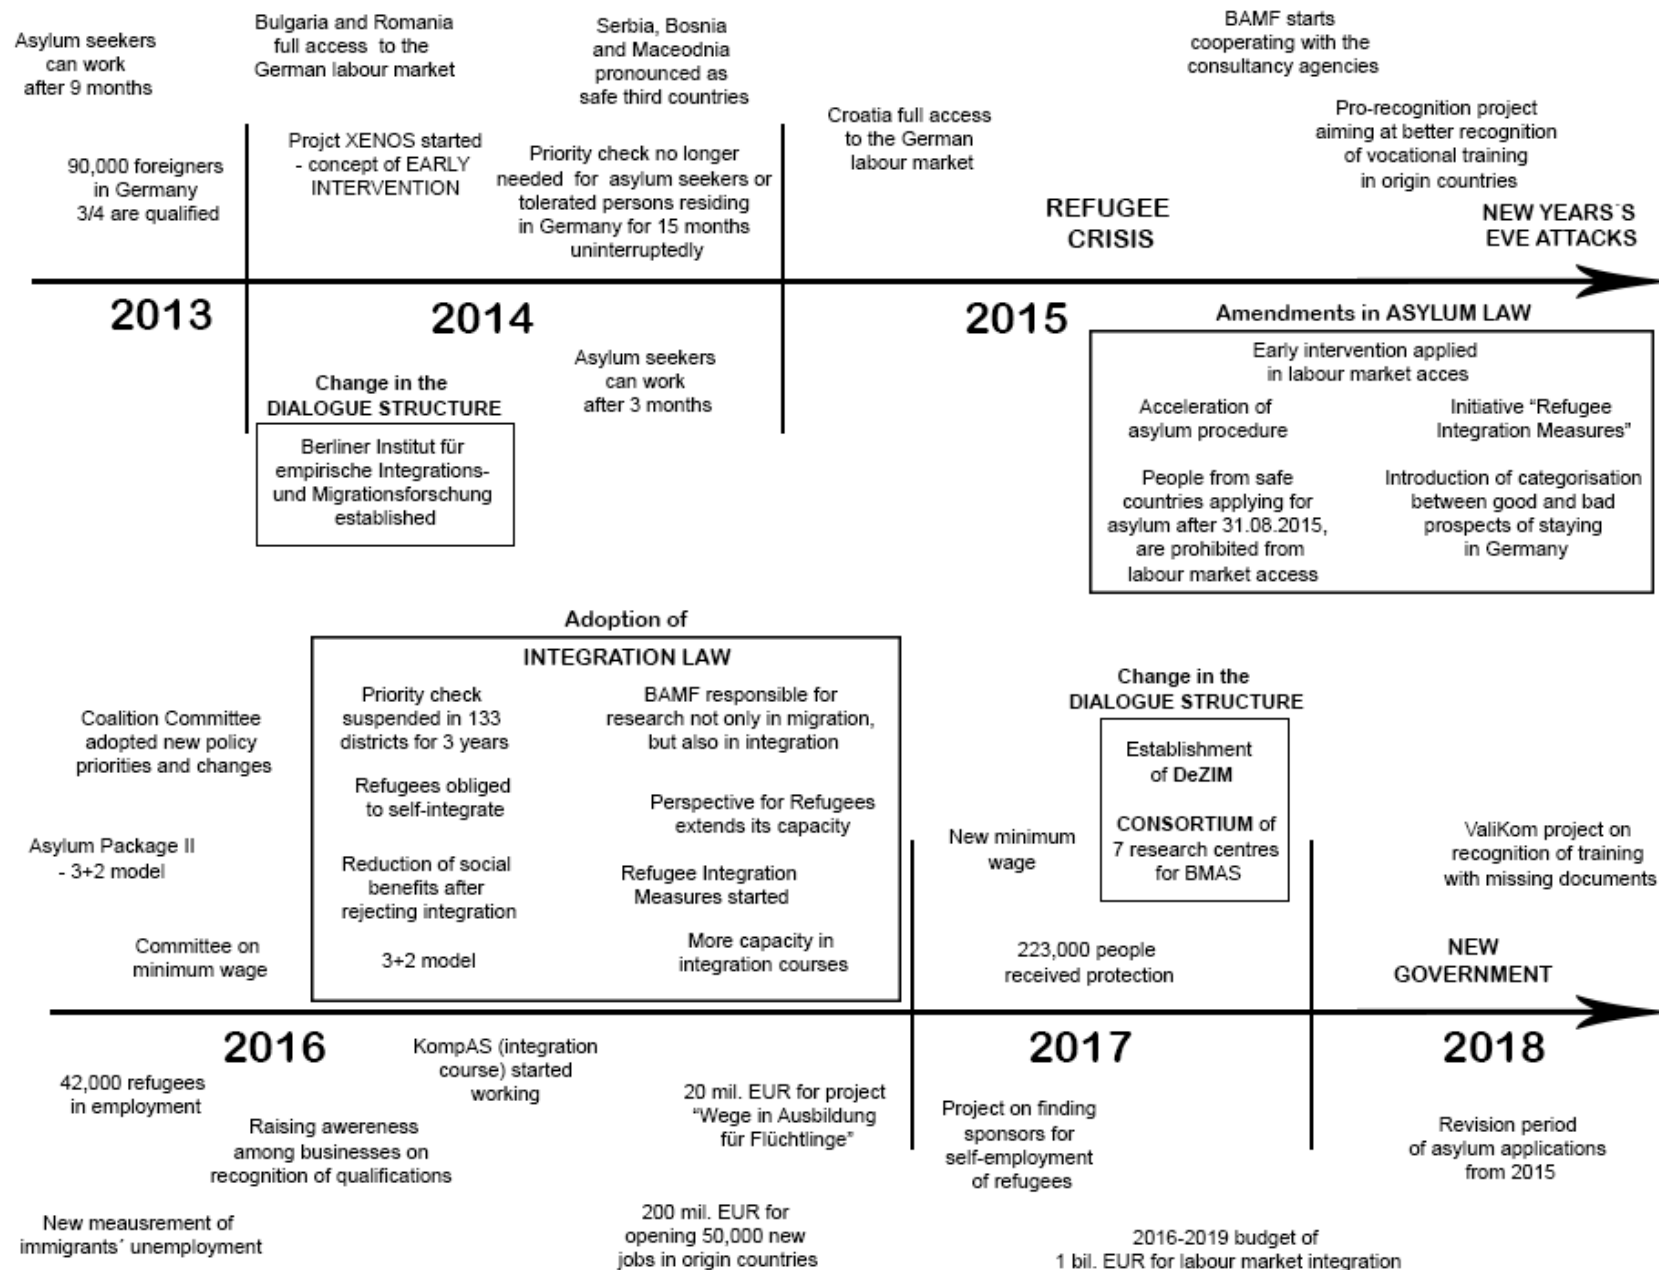 Asylum seekers
can work
after 9 months
90,000 foreigners
in Germany
3/4 are qualified
Bulgaria and Romania
full access to the
German labour market
Projct XENOS started
- concept of EARLY
INTERVENTION
Serbia, Bosnia
and Maceodnia
pronounced as
safe third countries
Priority check no longer
needed for asylum seekers or
tolerated persons residing
in Germany for 15 months
uninterruptedly
Croatia full access
to the German
labour market
BAMF starts
cooperating with the
consultancy agencies
Pro-recognition project
aiming at better recognition
of vocational training
in origin countries
REFUGEE
CRISIS
NEW YEARS´S
EVE ATTACKS
2013
2014
2015
Change in the
DIALOGUE STRUCTURE
Berliner Institut für
empirische Integrations-
und Migrationsforschung
established
Asylum seekers
can work
after 3 months
Amendments in ASYLUM LAW
Early intervention applied
in labour market acces
Acceleration of
asylum procedure
Initiative “Refugee
Integration Measures”
People from safe
countries applying for
asylum after 31.08.2015,
are prohibited from
labour market access
Introduction of categorisation
between good and bad
prospects of staying
in Germany
Coalition Committee
adopted new policy
priorities and changes
Asylum Package II
- 3+2 model
Committee on
minimum wage
Adoption of
INTEGRATION LAW
Priority check
suspended in 133
districts for 3 years
BAMF responsible for
research not only in migration,
but also in integration
Refugees obliged
to self-integrate
Perspective for Refugees
extends its capacity
Reduction of social
benefits after
rejecting integration
Refugee Integration
Measures started
3+2 model
More capacity in
integration courses
Change in the
DIALOGUE STRUCTURE
Establishment
of DeZIM
CONSORTIUM of
7 research centres
for BMAS
New minimum
wage
223,000 people
received protection
ValiKom project on
recognition of training
with missing documents
NEW
GOVERNMENT
2016
2017
2018
42,000 refugees
in employment
KompAS (integration
course) started
working
Raising awereness
among businesses on
recognition of qualifications
20 mil. EUR for project
“Wege in Ausbildung
für Flüchtlinge”
New meausrement of
immigrants´ unemployment
200 mil. EUR for
opening 50,000 new
jobs in origin countries
Project on finding
sponsors for
self-employment
of refugees
Revision period
of asylum applications
from 2015
2016-2019 budget of
1 bil. EUR for labour market integration